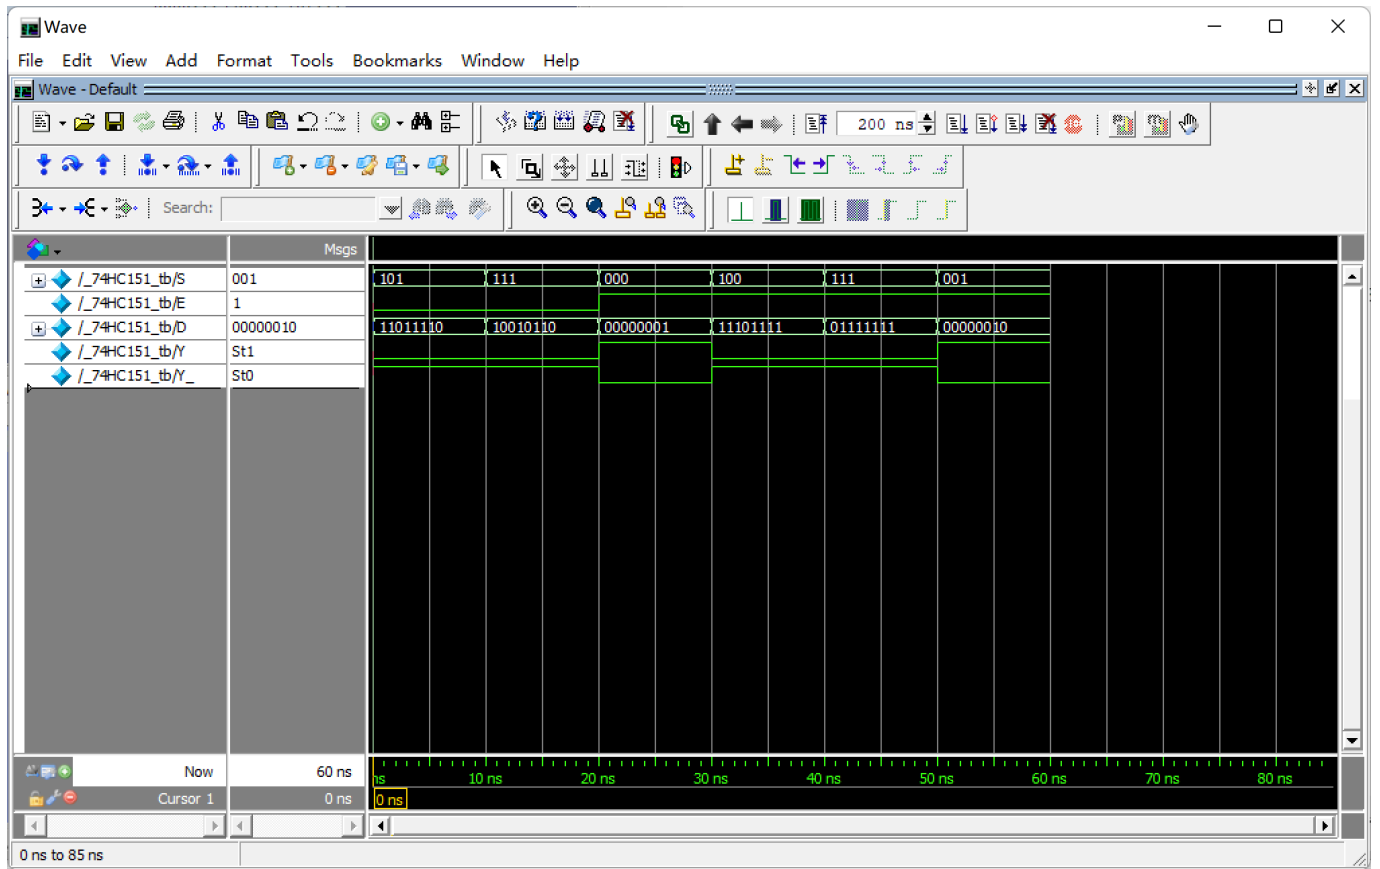 Wave
File Edit View Add Format Tools Bookmarks Window Help
Wave - Default
200 ns
Search:
Msgs
/_74HC151_tb/S 001 101 111 000 100 111 001
/_74HC151_tb/E 1
/_74HC151_tb/D 00000010 11011110 10010110 00000001 11101111 01111111 00000010
/_74HC151_tb/Y St1
/_74HC151_tb/Y_ St0
Now 60 ns ns 10 ns 20 ns 30 ns 40 ns 50 ns 60 ns 70 ns 80 ns
Cursor 1 0 ns 0 ns
0 ns to 85 ns